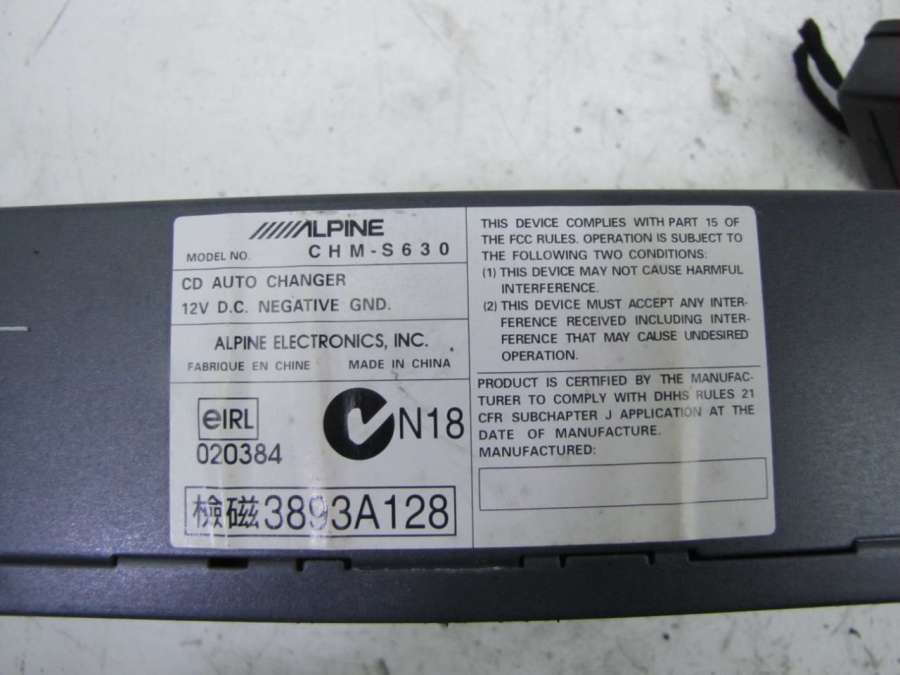 ALPINE
MODEL NO. CHM-S630
CD AUTO CHANGER
12V D.C. NEGATIVE GND.
ALPINE ELECTRONICS, INC.
FABRIQUE EN CHINE MADE IN CHINA
eIRL
020384
N18
檢磁3893A128
THIS DEVICE COMPLIES WITH PART 15 OF
THE FCC RULES. OPERATION IS SUBJECT TO
THE FOLLOWING TWO CONDITIONS:
(1) THIS DEVICE MAY NOT CAUSE HARMFUL
INTERFERENCE.
(2) THIS DEVICE MUST ACCEPT ANY INTER-
FERENCE RECEIVED INCLUDING INTER-
FERENCE THAT MAY CAUSE UNDESIRED
OPERATION.
PRODUCT IS CERTIFIED BY THE MANUFAC-
TURER TO COMPLY WITH DHHS RULES 21
CFR SUBCHAPTER J APPLICATION AT THE
DATE OF MANUFACTURE.
MANUFACTURED: